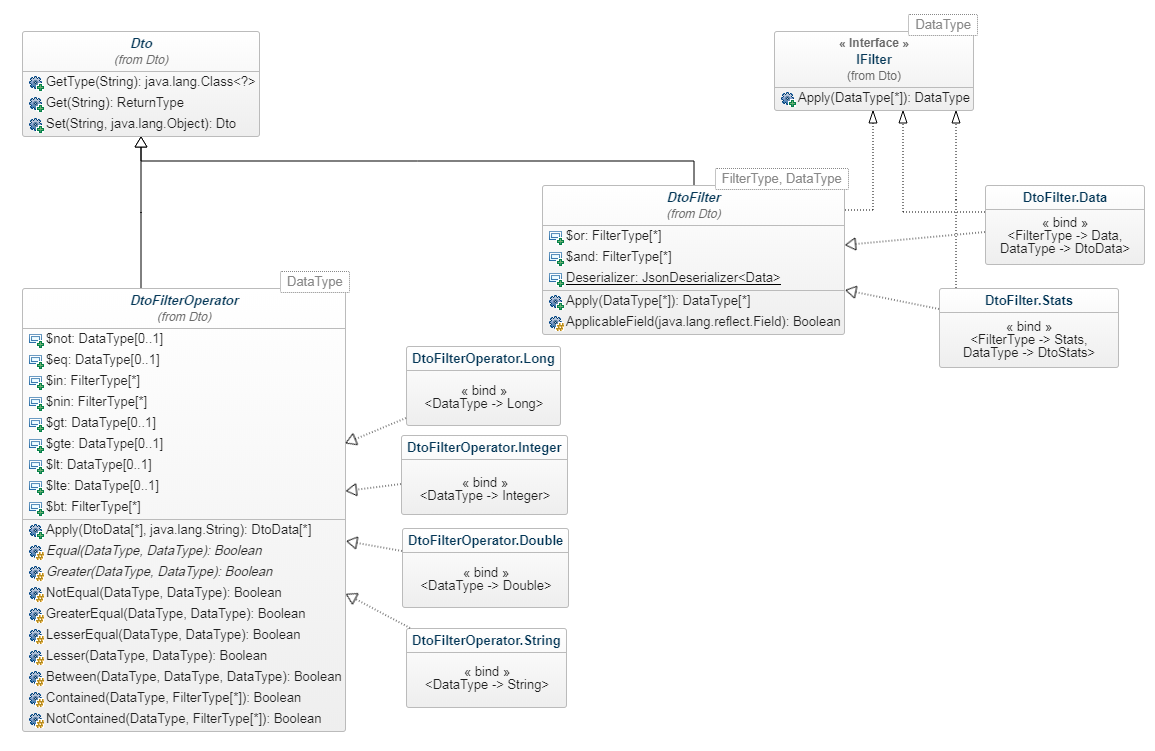 Dto
(from Dto)
GetType(String): java.lang.Class<?>
Get(String): ReturnType
Set(String, java.lang.Object): Dto
DataType
« Interface »
IFilter
(from Dto)
Apply(DataType[*]): DataType
FilterType, DataType
DtoFilter
(from Dto)
$or: FilterType[*]
$and: FilterType[*]
Deserializer: JsonDeserializer<Data>
Apply(DataType[*]): DataType[*]
ApplicableField(java.lang.reflect.Field): Boolean
DtoFilter.Data
« bind »
<FilterType -> Data,
DataType -> DtoData>
DtoFilter.Stats
« bind »
<FilterType -> Stats,
DataType -> DtoStats>
DataType
DtoFilterOperator
(from Dto)
$not: DataType[0..1]
$eq: DataType[0..1]
$in: FilterType[*]
$nin: FilterType[*]
$gt: DataType[0..1]
$gte: DataType[0..1]
$lt: DataType[0..1]
$lte: DataType[0..1]
$bt: FilterType[*]
Apply(DtoData[*], java.lang.String): DtoData[*]
Equal(DataType, DataType): Boolean
Greater(DataType, DataType): Boolean
NotEqual(DataType, DataType): Boolean
GreaterEqual(DataType, DataType): Boolean
LesserEqual(DataType, DataType): Boolean
Lesser(DataType, DataType): Boolean
Between(DataType, DataType, DataType): Boolean
Contained(DataType, FilterType[*]): Boolean
NotContained(DataType, FilterType[*]): Boolean
DtoFilterOperator.Long
« bind »
<DataType -> Long>
DtoFilterOperator.Integer
« bind »
<DataType -> Integer>
DtoFilterOperator.Double
« bind »
<DataType -> Double>
DtoFilterOperator.String
« bind »
<DataType -> String>